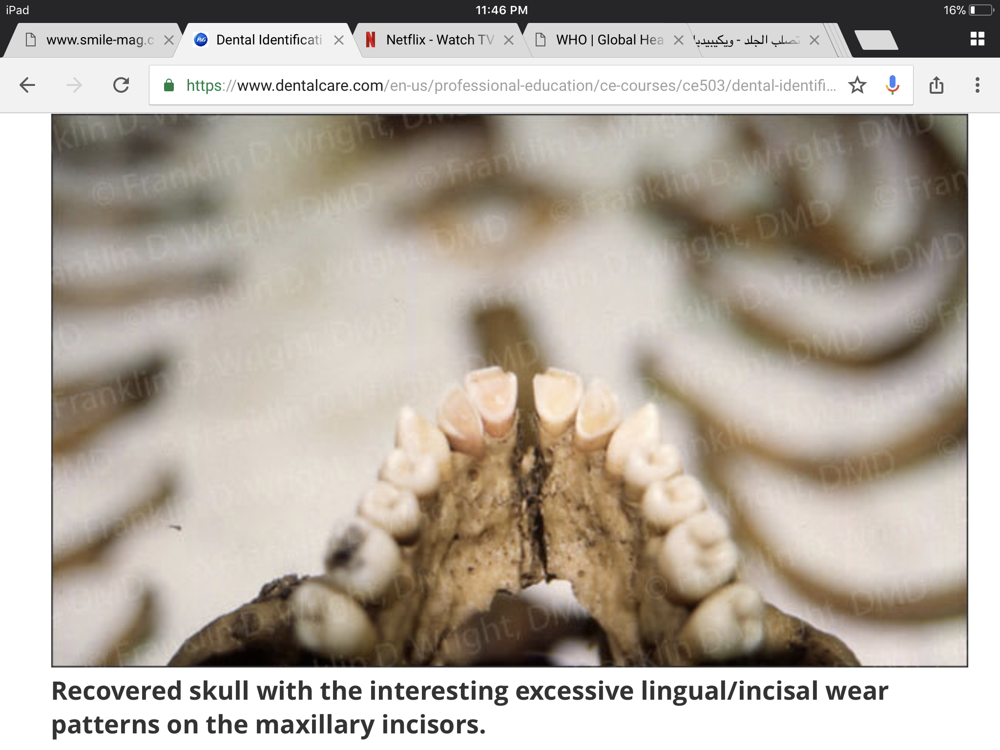 iPad
11:46 PM
16%
www.smile-mag.c
P&G
Dental Identificati
Netflix - Watch TV
WHO | Global Hea
تصلب الجلد - ويكيبيديا
https://www.dentalcare.com/en-us/professional-education/ce-courses/ce503/dental-identifi...
© Franklin D. Wright, DMD
Recovered skull with the interesting excessive lingual/incisal wear
patterns on the maxillary incisors.